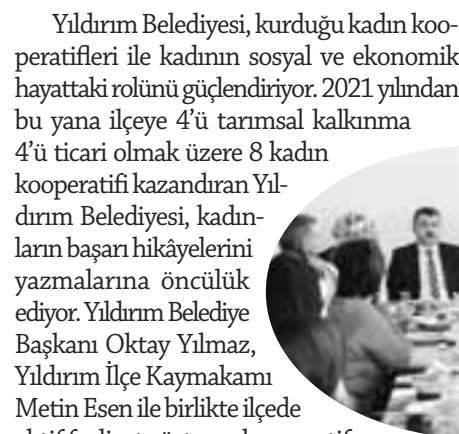 Yıldırım Belediyesi, kurduğu kadın koo-
peratifleri ile kadının sosyal ve ekonomik
hayattaki rolünü güçlendiriyor. 2021 yılından
bu yana ilçeye 4’ü tarımsal kalkınma
4’ü ticari olmak üzere 8 kadın
kooperatifi kazandıran Yıl-
dırım Belediyesi, kadın-
ların başarı hikâyelerini
yazmalarına öncülük
ediyor. Yıldırım Belediye
Başkanı Oktay Yılmaz,
Yıldırım İlçe Kaymakamı
Metin Esen ile birlikte ilçede